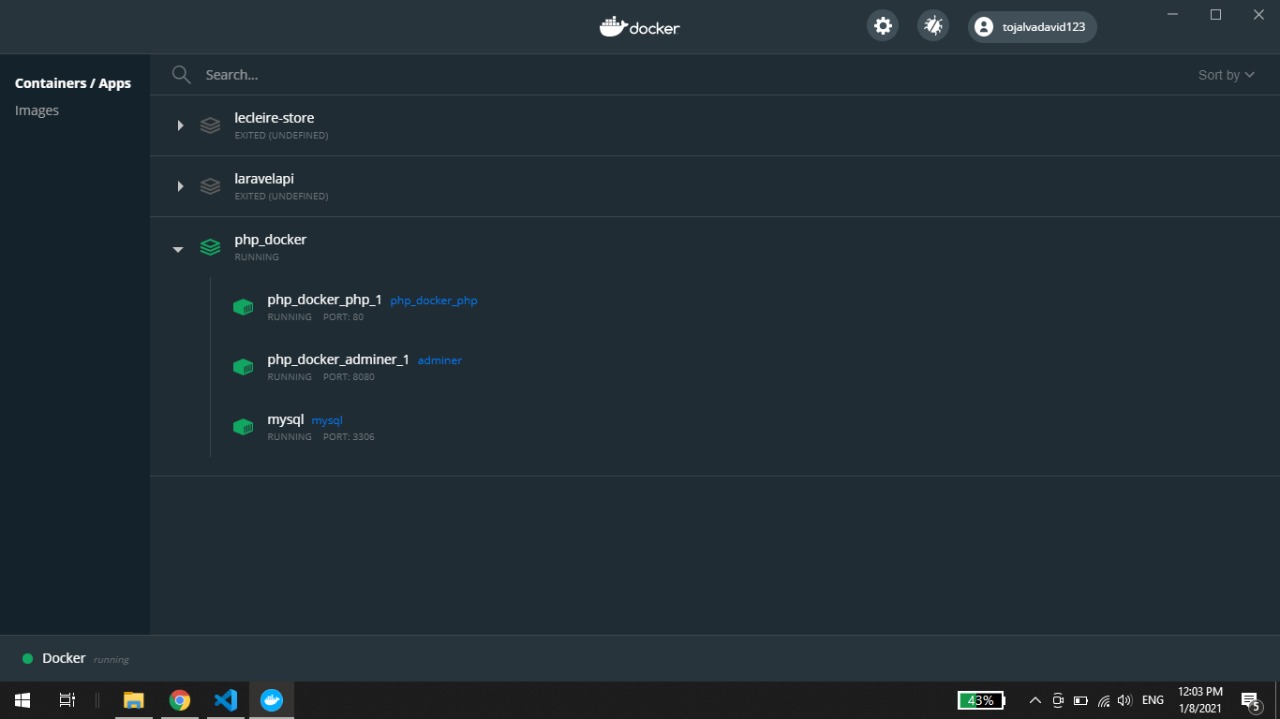 docker
tojalvadavid123
Containers / Apps
Images
Search...
Sort by
lecleire-store
EXITED (UNDEFINED)
laravelapi
EXITED (UNDEFINED)
php_docker
RUNNING
php_docker_php_1 php_docker_php
RUNNING PORT: 80
php_docker_adminer_1 adminer
RUNNING PORT: 8080
mysql mysql
RUNNING PORT: 3306
Docker running
43%
ENG
12:03 PM
1/8/2021
5